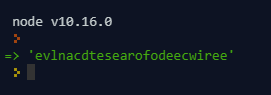 node v10.16.0
>
=> 'evlnacdtesearofodeecwiree'
>